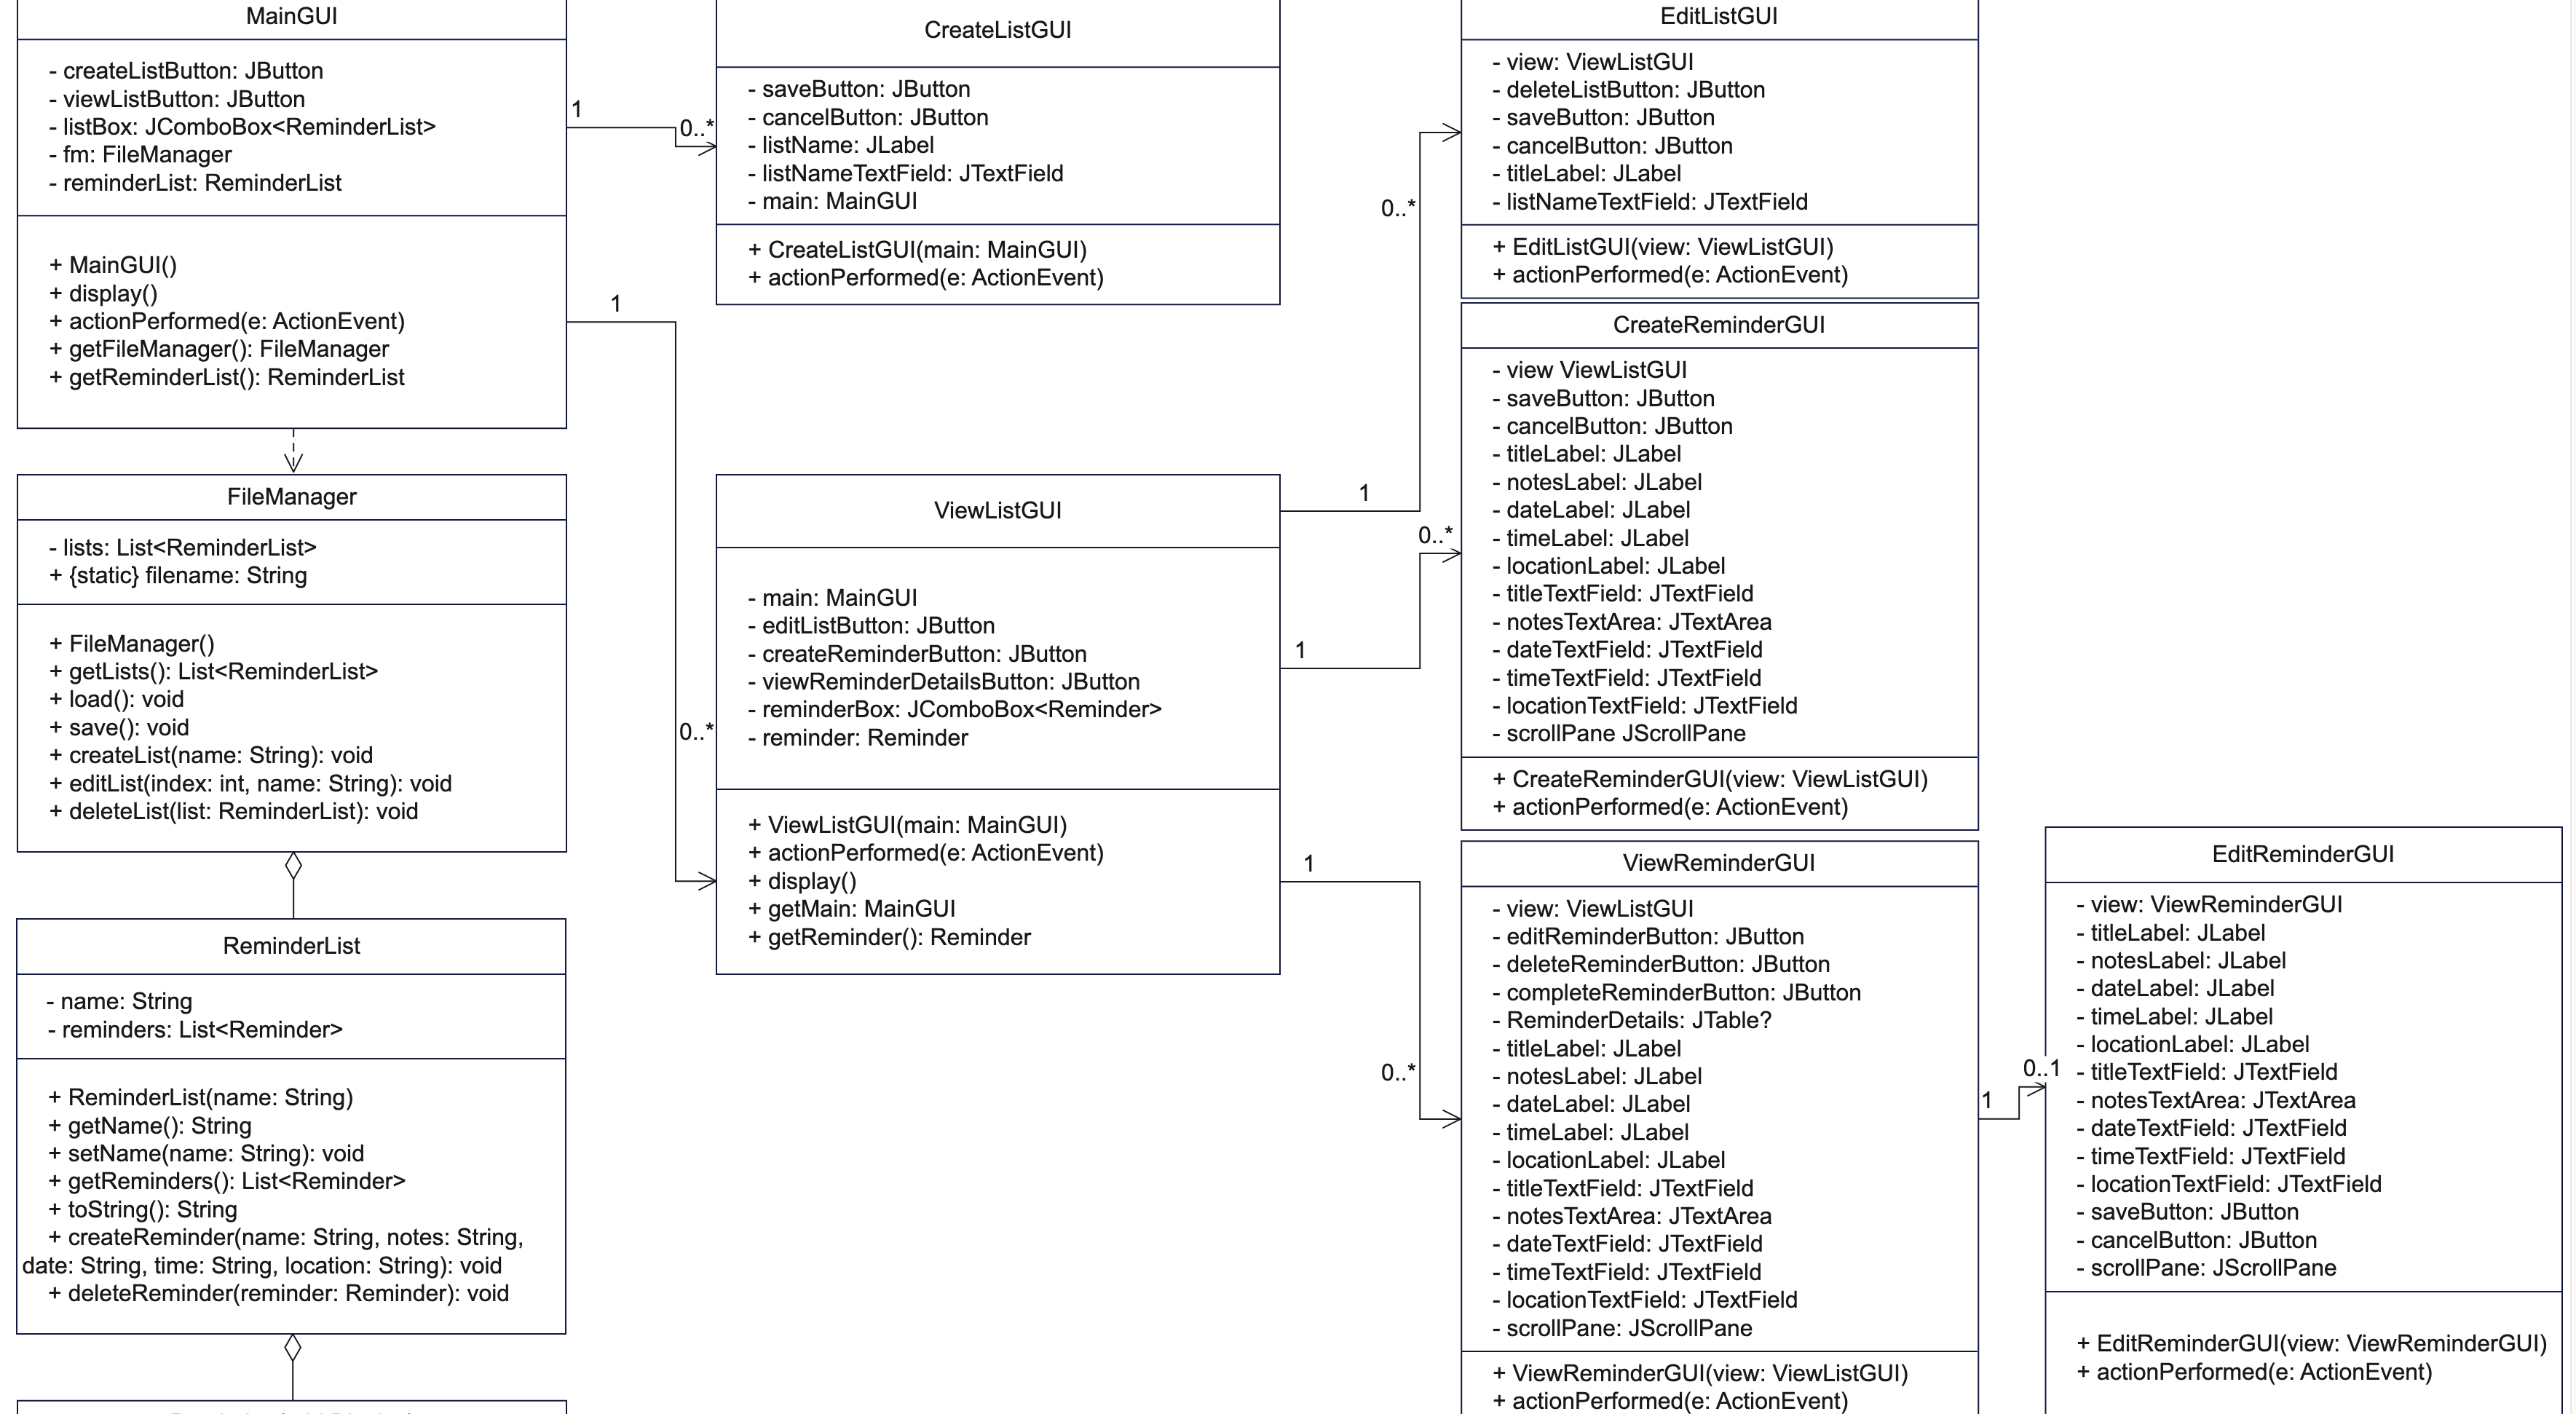 MainGUI
- createListButton: JButton
- viewListButton: JButton
- listBox: JComboBox<ReminderList>
- fm: FileManager
- reminderList: ReminderList
+ MainGUI()
+ display()
+ actionPerformed(e: ActionEvent)
+ getFileManager(): FileManager
+ getReminderList(): ReminderList
1
0..*
1
0..*
CreateListGUI
- saveButton: JButton
- cancelButton: JButton
- listName: JLabel
- listNameTextField: JTextField
- main: MainGUI
+ CreateListGUI(main: MainGUI)
+ actionPerformed(e: ActionEvent)
EditListGUI
- view: ViewListGUI
- deleteListButton: JButton
- saveButton: JButton
- cancelButton: JButton
- titleLabel: JLabel
- listNameTextField: JTextField
+ EditListGUI(view: ViewListGUI)
+ actionPerformed(e: ActionEvent)
CreateReminderGUI
- view ViewListGUI
- saveButton: JButton
- cancelButton: JButton
- titleLabel: JLabel
- notesLabel: JLabel
- dateLabel: JLabel
- timeLabel: JLabel
- locationLabel: JLabel
- titleTextField: JTextField
- notesTextArea: JTextArea
- dateTextField: JTextField
- timeTextField: JTextField
- locationTextField: JTextField
- scrollPane JScrollPane
+ CreateReminderGUI(view: ViewListGUI)
+ actionPerformed(e: ActionEvent)
FileManager
- lists: List<ReminderList>
+ {static} filename: String
+ FileManager()
+ getLists(): List<ReminderList>
+ load(): void
+ save(): void
+ createList(name: String): void
+ editList(index: int, name: String): void
+ deleteList(list: ReminderList): void
ViewListGUI
- main: MainGUI
- editListButton: JButton
- createReminderButton: JButton
- viewReminderDetailsButton: JButton
- reminderBox: JComboBox<Reminder>
- reminder: Reminder
+ ViewListGUI(main: MainGUI)
+ actionPerformed(e: ActionEvent)
+ display()
+ getMain: MainGUI
+ getReminder(): Reminder
1
0..*
1
0..*
1
0..*
ReminderList
- name: String
- reminders: List<Reminder>
+ ReminderList(name: String)
+ getName(): String
+ setName(name: String): void
+ getReminders(): List<Reminder>
+ toString(): String
+ createReminder(name: String, notes: String,
date: String, time: String, location: String): void
+ deleteReminder(reminder: Reminder): void
ViewReminderGUI
- view: ViewListGUI
- editReminderButton: JButton
- deleteReminderButton: JButton
- completeReminderButton: JButton
- ReminderDetails: JTable?
- titleLabel: JLabel
- notesLabel: JLabel
- dateLabel: JLabel
- timeLabel: JLabel
- locationLabel: JLabel
- titleTextField: JTextField
- notesTextArea: JTextArea
- dateTextField: JTextField
- timeTextField: JTextField
- locationTextField: JTextField
- scrollPane: JScrollPane
+ ViewReminderGUI(view: ViewListGUI)
+ actionPerformed(e: ActionEvent)
1
0..1
EditReminderGUI
- view: ViewReminderGUI
- titleLabel: JLabel
- notesLabel: JLabel
- dateLabel: JLabel
- timeLabel: JLabel
- locationLabel: JLabel
- titleTextField: JTextField
- notesTextArea: JTextArea
- dateTextField: JTextField
- timeTextField: JTextField
- locationTextField: JTextField
- saveButton: JButton
- cancelButton: JButton
- scrollPane: JScrollPane
+ EditReminderGUI(view: ViewReminderGUI)
+ actionPerformed(e: ActionEvent)